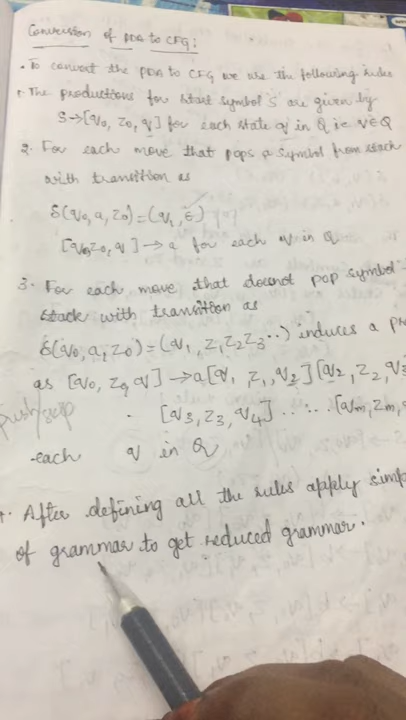 Conversion of PDA to CFG:
• To convert the PDA to CFG we use the following rules
1. The productions for start symbol S are given by
S→[q0, Z0, q] for each state q in Q i.e q∈Q
2. For each move that pops a symbol from stack
with transition as
δ(q0, a, Z0) = (q1, ε)
[q0 Z0, q] → a for each q in Q
3. For each move that doesnot pop symbol
stack with transition as
δ(q0, a, Z0) = (q1, Z1 Z2 Z3 ··) induces a
as [q0, Z0, q] → a[q1, Z1, q2][q2, Z2, q3
push/skip
[q3, Z3, q4] ..... [qm, Zm,
each q in Q
4. After defining all the rules apply
of grammar to get reduced grammar.